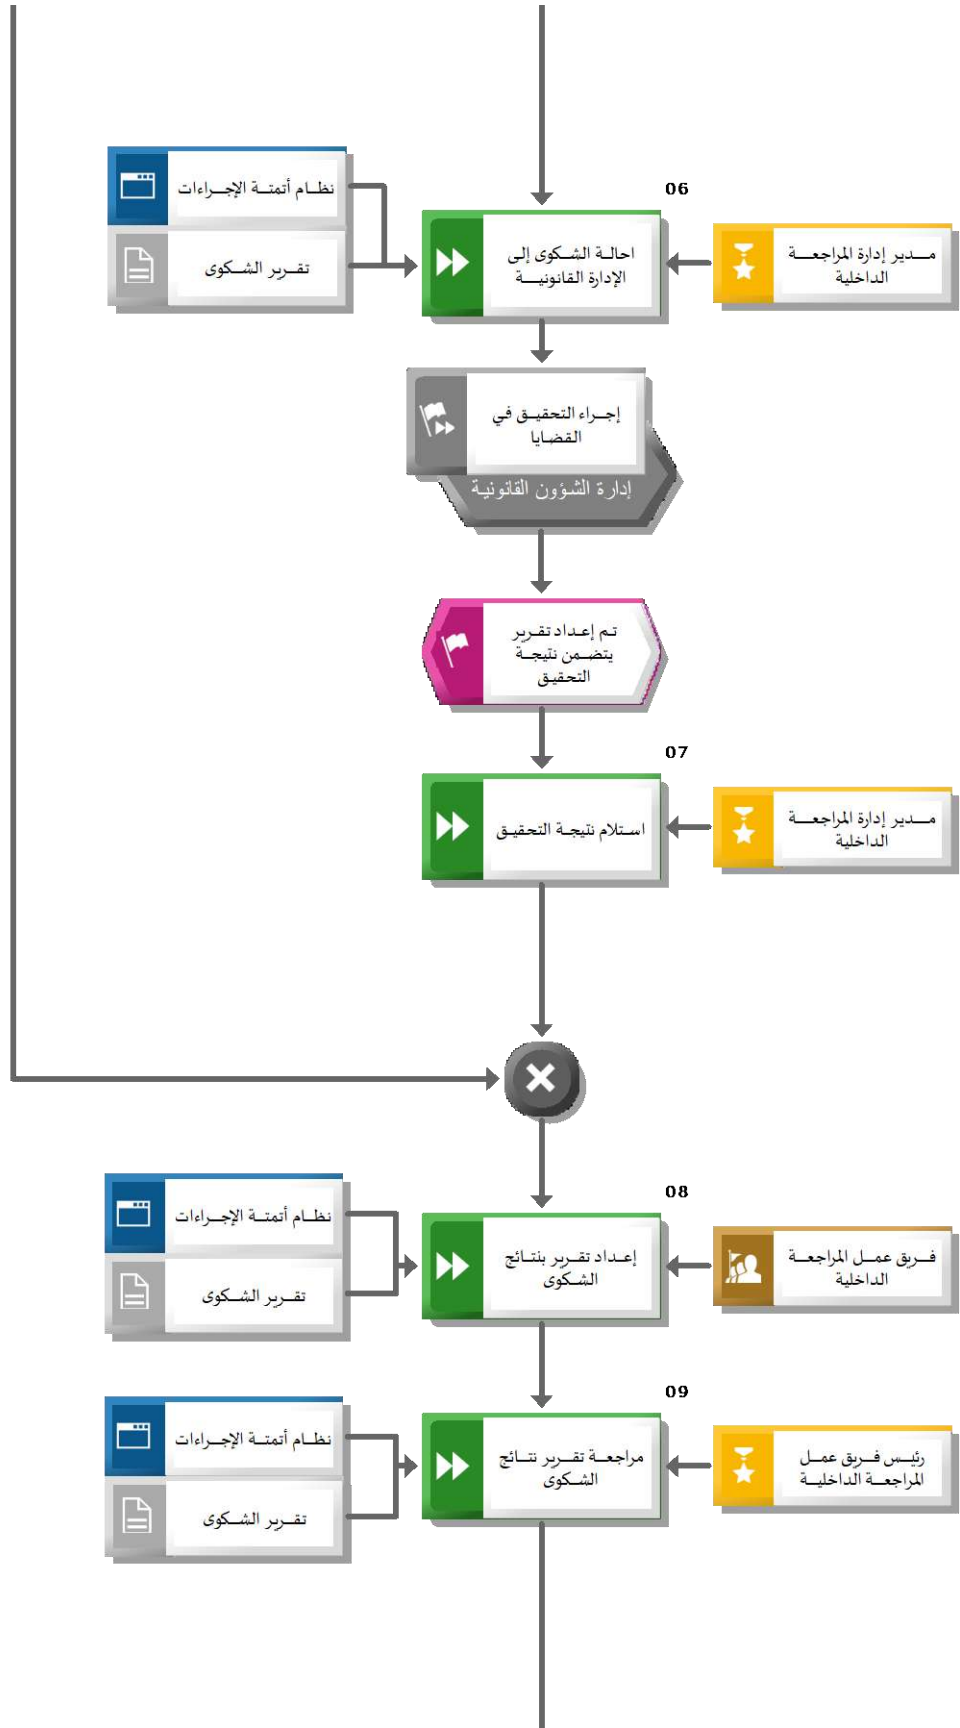 06
مدير إدارة المراجعة
الداخلية
احالة الشكوى إلى
الإدارة القانونية
نظام أتمتة الإجراءات
تقرير الشكوى
إجراء التحقيق في
القضايا
إدارة الشؤون القانونية
تم إعداد تقرير
يتضمن نتيجة
التحقيق
07
مدير إدارة المراجعة
الداخلية
استلام نتيجة التحقيق
08
فريق عمل المراجعة
الداخلية
إعداد تقرير بنتائج
الشكوى
نظام أتمتة الإجراءات
تقرير الشكوى
09
رئيس فريق عمل
المراجعة الداخلية
مراجعة تقرير نتائج
الشكوى
نظام أتمتة الإجراءات
تقرير الشكوى